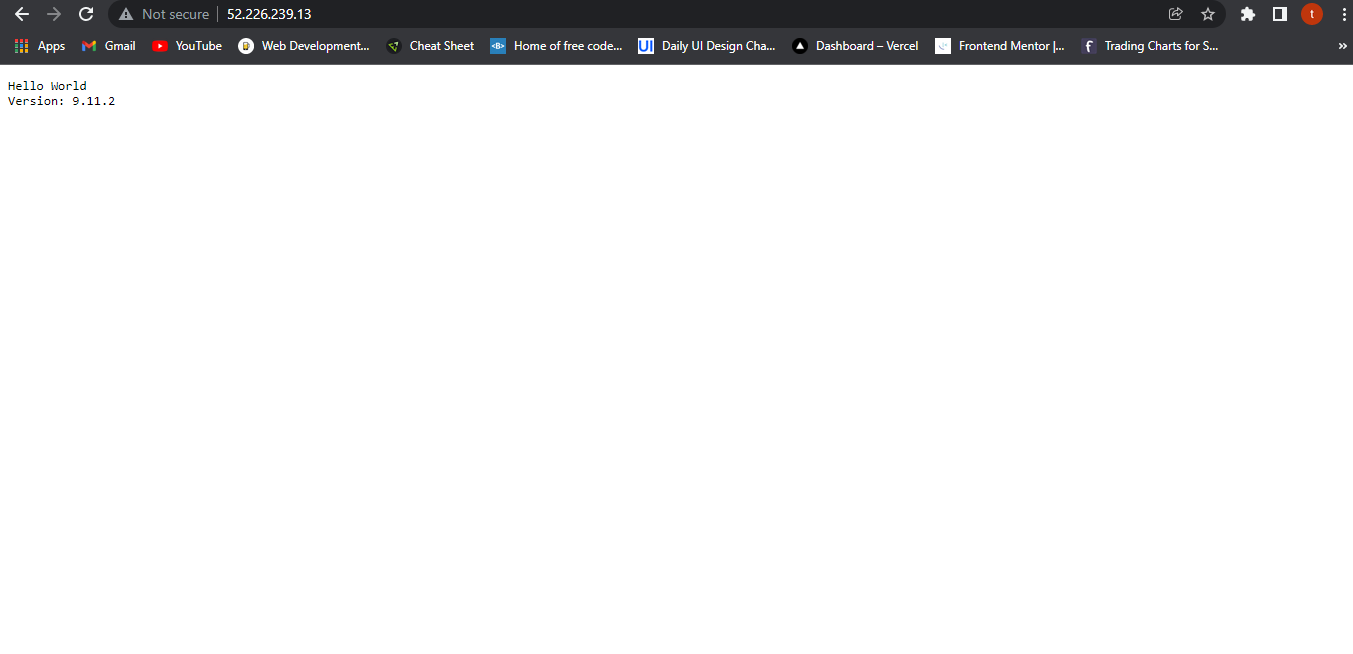 Not secure 52.226.239.13
t
Apps Gmail YouTube Web Development... Cheat Sheet <B> Home of free code... UI Daily UI Design Cha... Dashboard – Vercel Frontend Mentor |... f Trading Charts for S... »
Hello World
Version: 9.11.2